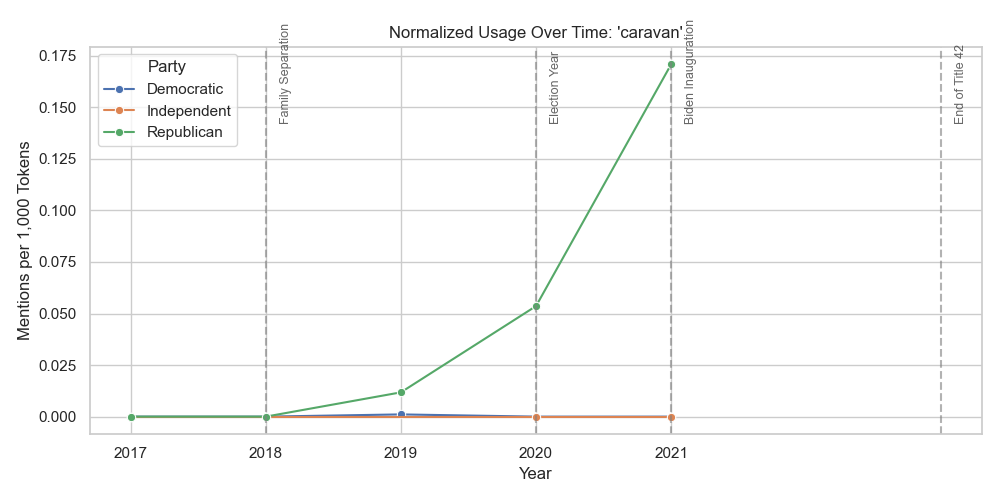 Normalized Usage Over Time: 'caravan'
Party
Democratic
Independent
Republican
Family Separation
Election Year
Biden Inauguration
End of Title 42
Mentions per 1,000 Tokens
0.175
0.150
0.125
0.100
0.075
0.050
0.025
0.000
2017
2018
2019
2020
2021
Year